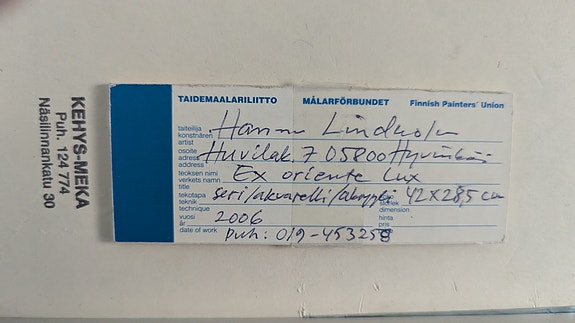 KEHYS-MEKA
Puh. 124 774
Näsilinnankatu 30
TAIDEMAALARILIITTO MÅLARFÖRBUNDET Finnish Painters' Union
taiteilija
konstnären
artist
Hannu Lindholm
osoite
adress
address
Huvilak. 7 05800 Hyvinkää
teoksen nimi
verkets namn
title
Ex oriente lux
tekotapa
teknik
technique
seri/akvarelli/akryyli
dimension
42 x 28,5 cm
vuosi
år
date of work
2006
hinta
pris
puh: 019-453258